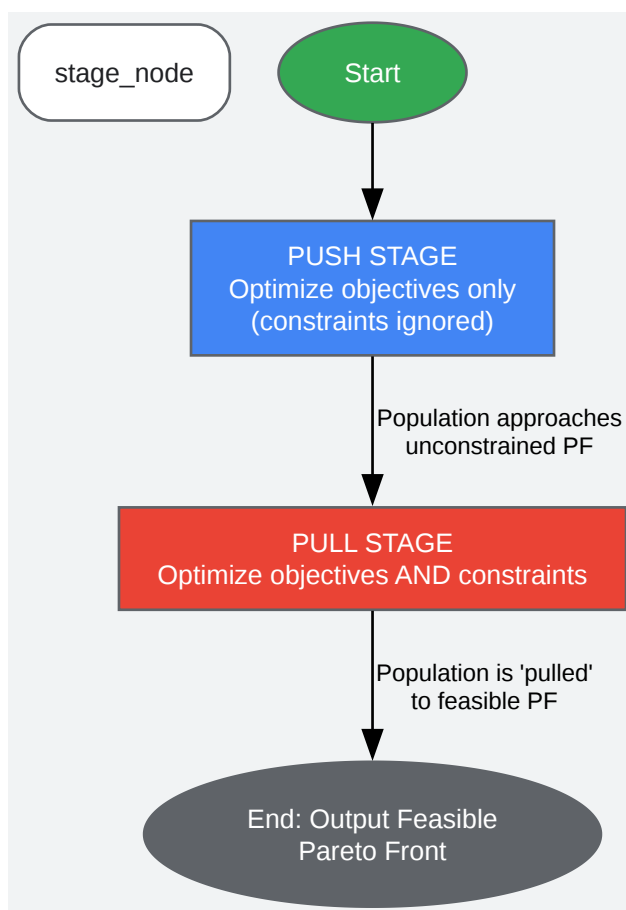 stage_node
Start
PUSH STAGE
Optimize objectives only
(constraints ignored)
Population approaches
unconstrained PF
PULL STAGE
Optimize objectives AND constraints
Population is 'pulled'
to feasible PF
End: Output Feasible
Pareto Front